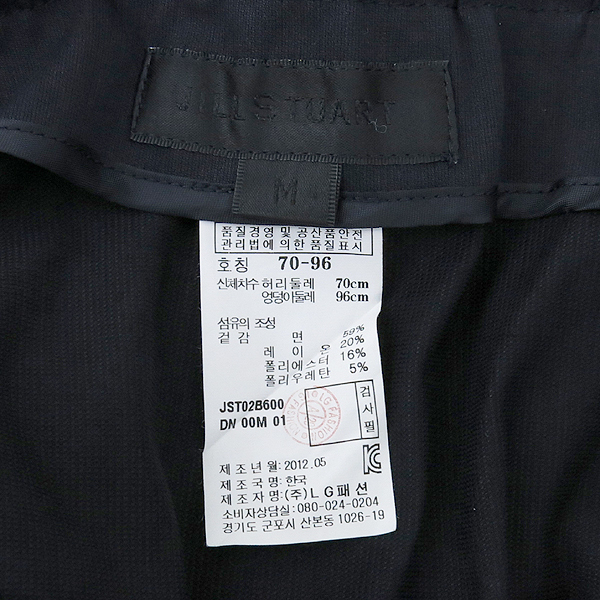 JILLSTUART
M
품질경영 및 공산품안전
관리법에 의한 품질표시
호칭 70-96
신체차수 허리둘레 70cm
엉덩아둘레 96cm
섬유의 조성
겉감 면 59%
레이온 20%
폴리에스터 16%
폴리우레탄 5%
JST02B600
DN 00M 01
검사필
제조년월: 2012.05
제조국명: 한국
제조자명: (주)LG패션
소비자상담실: 080-024-0204
경기도 군포시 산본동 1026-19